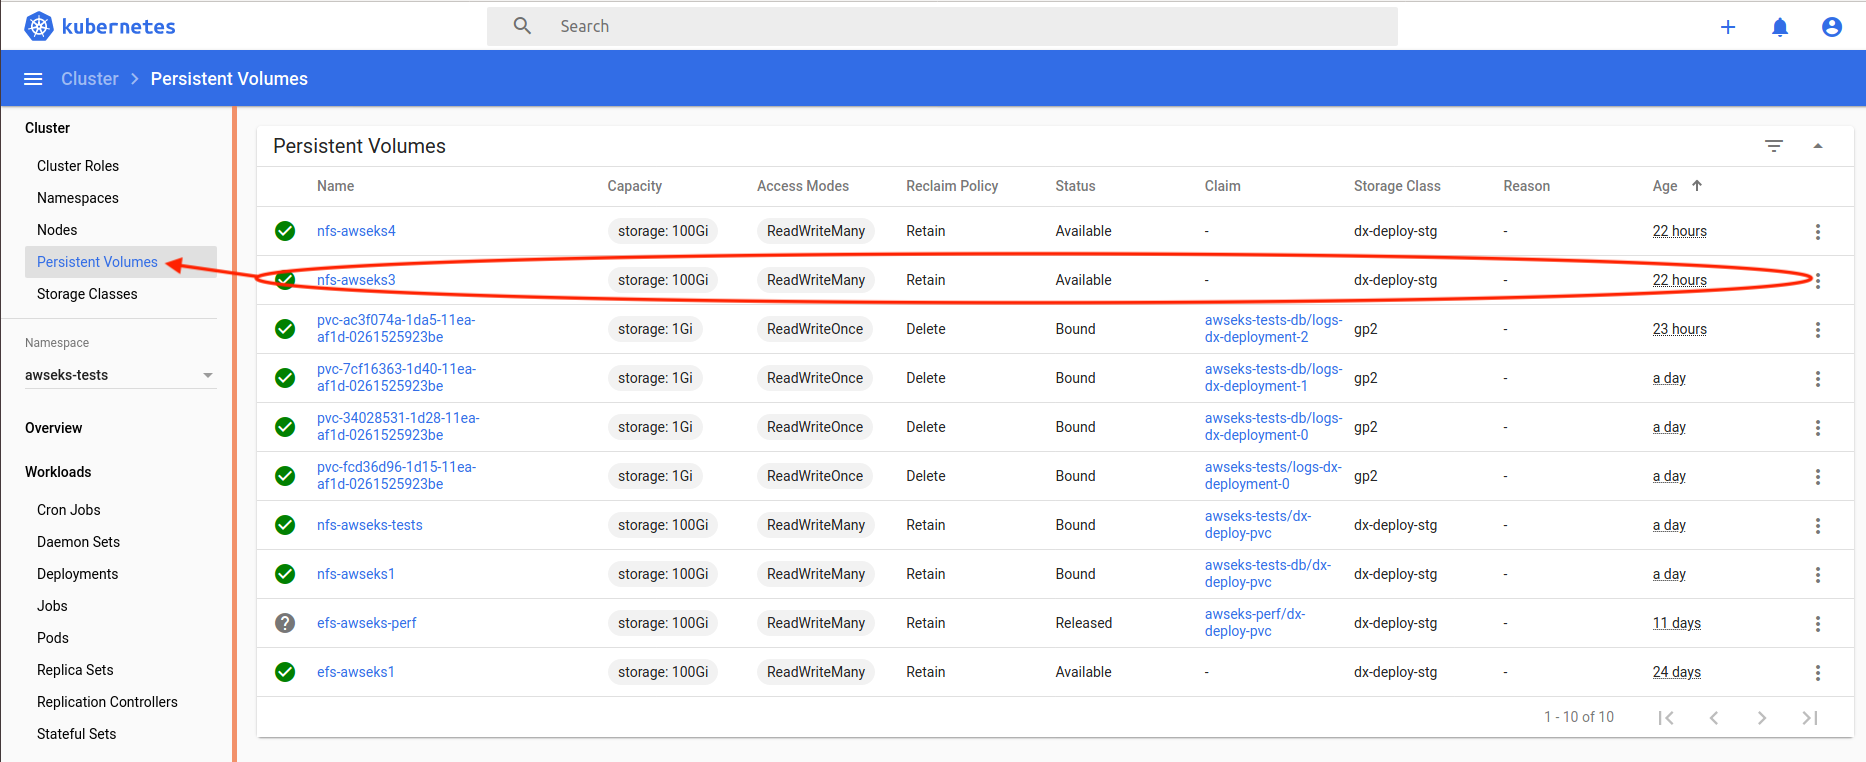 kubernetes
Search
Cluster > Persistent Volumes
Cluster
Cluster Roles
Namespaces
Nodes
Persistent Volumes
Storage Classes
Namespace
awseks-tests
Overview
Workloads
Cron Jobs
Daemon Sets
Deployments
Jobs
Pods
Replica Sets
Replication Controllers
Stateful Sets
Persistent Volumes
Name Capacity Access Modes Reclaim Policy Status Claim Storage Class Reason Age
nfs-awseks4 storage: 100Gi ReadWriteMany Retain Available - dx-deploy-stg - 22 hours
nfs-awseks3 storage: 100Gi ReadWriteMany Retain Available - dx-deploy-stg - 22 hours
pvc-ac3f074a-1da5-11ea- awseks-tests-db/logs-
storage: 1Gi ReadWriteOnce Delete Bound gp2 - 23 hours
af1d-0261525923be dx-deployment-2
pvc-7cf16363-1d40-11ea- awseks-tests-db/logs-
storage: 1Gi ReadWriteOnce Delete Bound gp2 - a day
af1d-0261525923be dx-deployment-1
pvc-34028531-1d28-11ea- awseks-tests-db/logs-
storage: 1Gi ReadWriteOnce Delete Bound gp2 - a day
af1d-0261525923be dx-deployment-0
pvc-fcd36d96-1d15-11ea- awseks-tests/logs-dx-
storage: 1Gi ReadWriteOnce Delete Bound gp2 - a day
af1d-0261525923be deployment-0
awseks-tests/dx-
nfs-awseks-tests storage: 100Gi ReadWriteMany Retain Bound dx-deploy-stg - a day
deploy-pvc
awseks-tests-db/dx-
nfs-awseks1 storage: 100Gi ReadWriteMany Retain Bound dx-deploy-stg - a day
deploy-pvc
awseks-perf/dx-
efs-awseks-perf storage: 100Gi ReadWriteMany Retain Released dx-deploy-stg - 11 days
deploy-pvc
efs-awseks1 storage: 100Gi ReadWriteMany Retain Available - dx-deploy-stg - 24 days
1 - 10 of 10